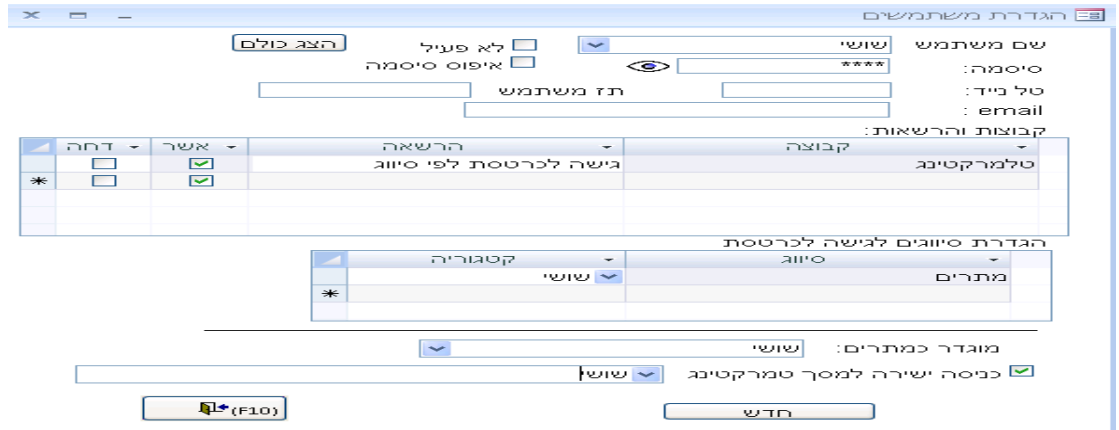 הגדרת משתמשים
שם משתמש שושי לא פעיל הצג כולם
סיסמה: **** איפוס סיסמה
טל נייד: תז משתמש
email :
קבוצות והרשאות:
קבוצה הרשאה אשר דחה
טלמרקטינג גישה לכרטסת לפי סיווג
הגדרת סיווגים לגישה לכרטסת
סיווג קטגוריה
מתרים שושי
מוגדר כמתרים: שושי
כניסה ישירה למסך טמרקטינג שושי
חדש (F10)